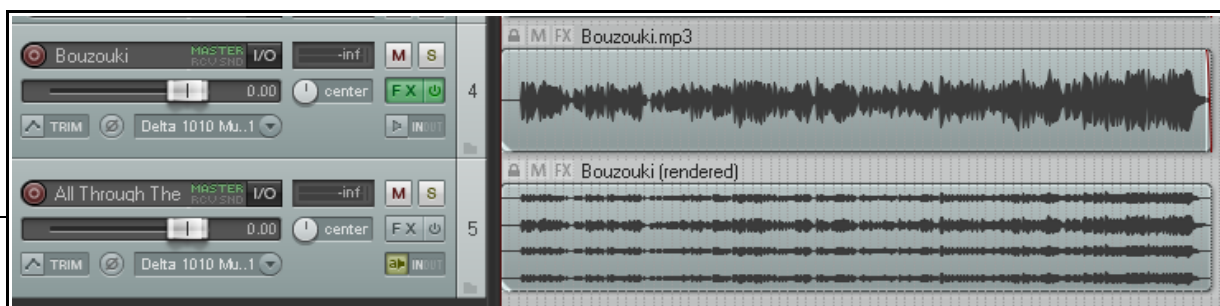 Bouzouki MASTER RCV SND I/O -inf M S
0.00 center FX 4
TRIM Ø Delta 1010 Mu..1 IN OUT
M FX Bouzouki.mp3
All Through The MASTER RCV SND I/O -inf M S
0.00 center FX 5
TRIM Ø Delta 1010 Mu..1 a IN OUT
M FX Bouzouki (rendered)